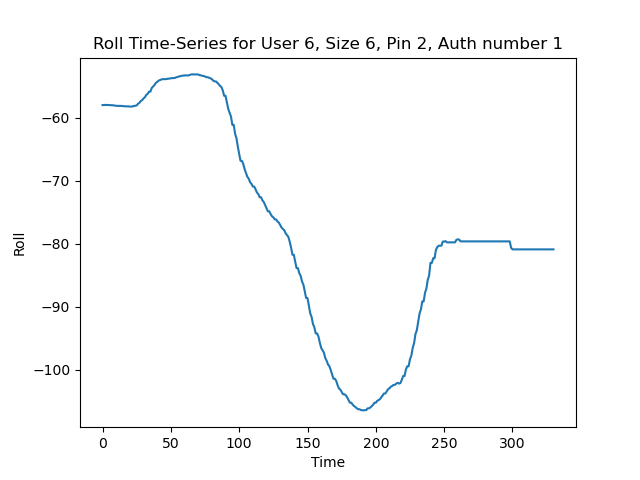 Roll Time-Series for User 6, Size 6, Pin 2, Auth number 1
−60
−70
−80
−90
−100
Roll
0 50 100 150 200 250 300
Time